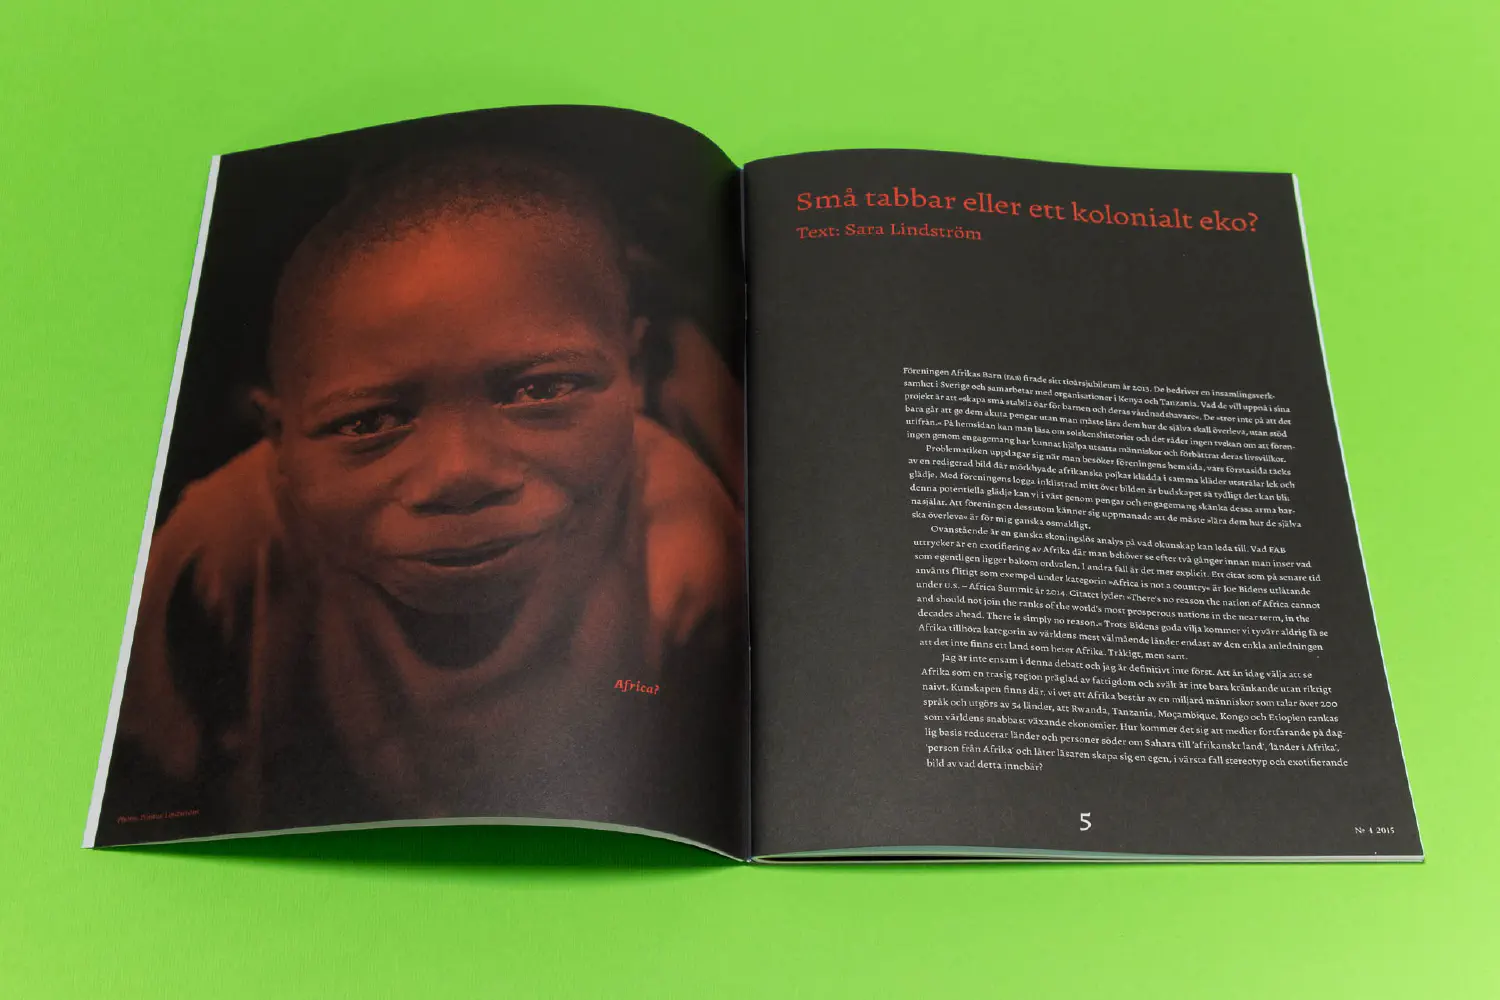 Africa?
Små tabbar eller ett kolonialt eko?
Text: Sara Lindström
Föreningen Afrikas Barn (FAB) firade sitt tioårsjubileum år 2013. De bedriver en insamlingsverk-
samhet i Sverige och samarbetar med organisationer i Kenya och Tanzania. Vad de vill uppnå i sina
projekt är att »skapa små stabila öar för barnen och deras vårdnadshavare«. De »tror inte på att det
bara går att ge dem akuta pengar utan man måste lära dem hur de själva skall överleva, utan stöd
utifrån.« På hemsidan kan man läsa om solskenshistorier och det råder ingen tvekan om att fören-
ingen genom engagemang har kunnat hjälpa utsatta människor och förbättrat deras livsvillkor.
Problematiken uppdagar sig när man besöker föreningens hemsida, vars förstasida täcks
av en redigerad bild där mörkhyade afrikanska pojkar klädda i samma kläder utstrålar lek och
glädje. Med föreningens logga inklistrad mitt över bilden är budskapet så tydligt det kan bli:
denna potentiella glädje kan vi i väst genom pengar och engagemang skänka dessa arma bar-
nasjälar. Att föreningen dessutom känner sig uppmanade att de måste »lära dem hur de själva
ska överleva« är för mig ganska osmakligt.
Ovanstående är en ganska skoningslös analys på vad okunskap kan leda till. Vad FAB
uttrycker är en exotifiering av Afrika där man behöver se efter två gånger innan man inser vad
som egentligen ligger bakom ordvalen. I andra fall är det mer explicit. Ett citat som på senare tid
använts flitigt som exempel under kategorin »Africa is not a country« är Joe Bidens utlåtande
under U.S. – Africa Summit år 2014. Citatet lyder: »There's no reason the nation of Africa cannot
and should not join the ranks of the world's most prosperous nations in the near term, in the
decades ahead. There is simply no reason.« Trots Bidens goda vilja kommer vi tyvärr aldrig få se
Afrika tillhöra kategorin av världens mest välmående länder endast av den enkla anledningen
att det inte finns ett land som heter Afrika. Tråkigt, men sant.
Jag är inte ensam i denna debatt och jag är definitivt inte först. Att än idag välja att se
Afrika som en trasig region präglad av fattigdom och svält är inte bara kränkande utan riktigt
naivt. Kunskapen finns där, vi vet att Afrika består av en miljard människor som talar över 200
språk och utgörs av 54 länder, att Rwanda, Tanzania, Moçambique, Kongo och Etiopien rankas
som världens snabbast växande ekonomier. Hur kommer det sig att medier fortfarande på dag-
lig basis reducerar länder och personer söder om Sahara till 'afrikanskt land', 'länder i Afrika',
'person från Afrika' och låter läsaren skapa sig en egen, i värsta fall stereotyp och exotifierande
bild av vad detta innebär?
5
Nr 4 2015